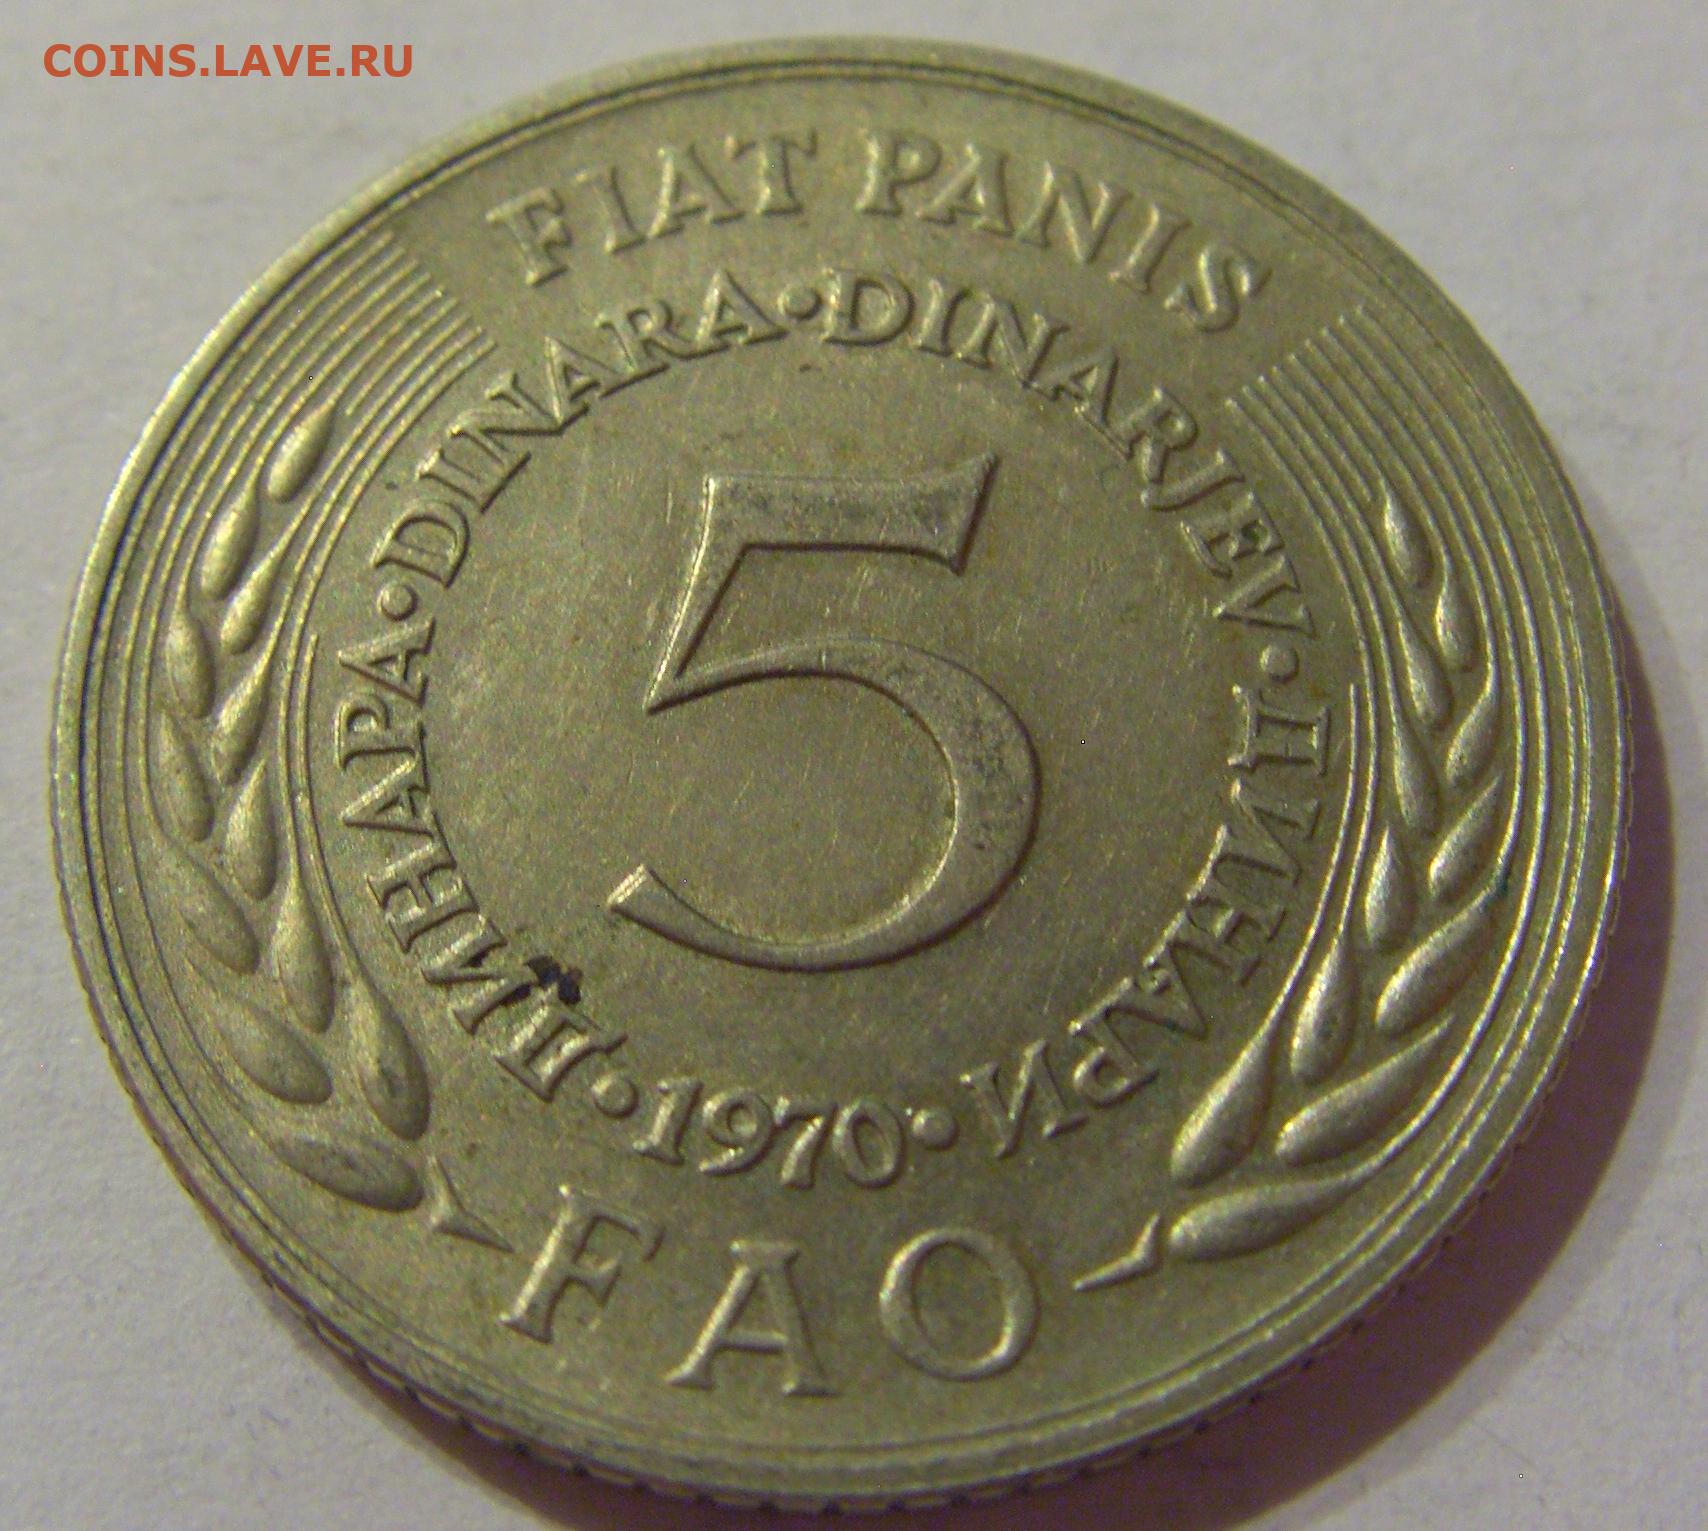 COINS.LAVE.RU
FIAT PANIS
ДИНАРА·DINARA·DINARJEV·ДИНАРИ
5
·1970·
FAO